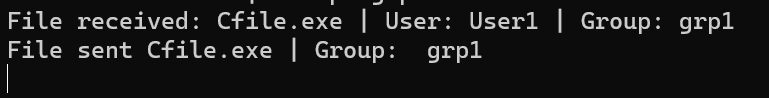 File received: Cfile.exe | User: User1 | Group: grp1
File sent Cfile.exe | Group:  grp1